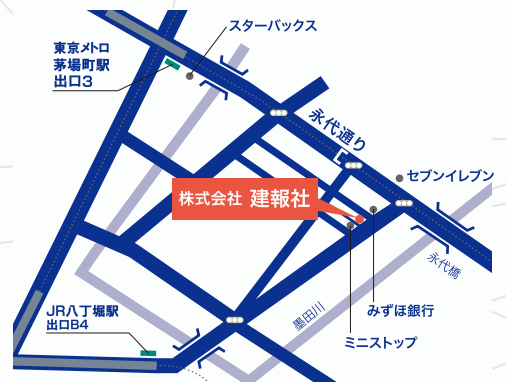 スターバックス
東京メトロ
茅場町駅
出口3
永代通り
セブンイレブン
株式会社 建報社
永代橋
墨田川
みずほ銀行
JR八丁堀駅
出口B4
ミニストップ